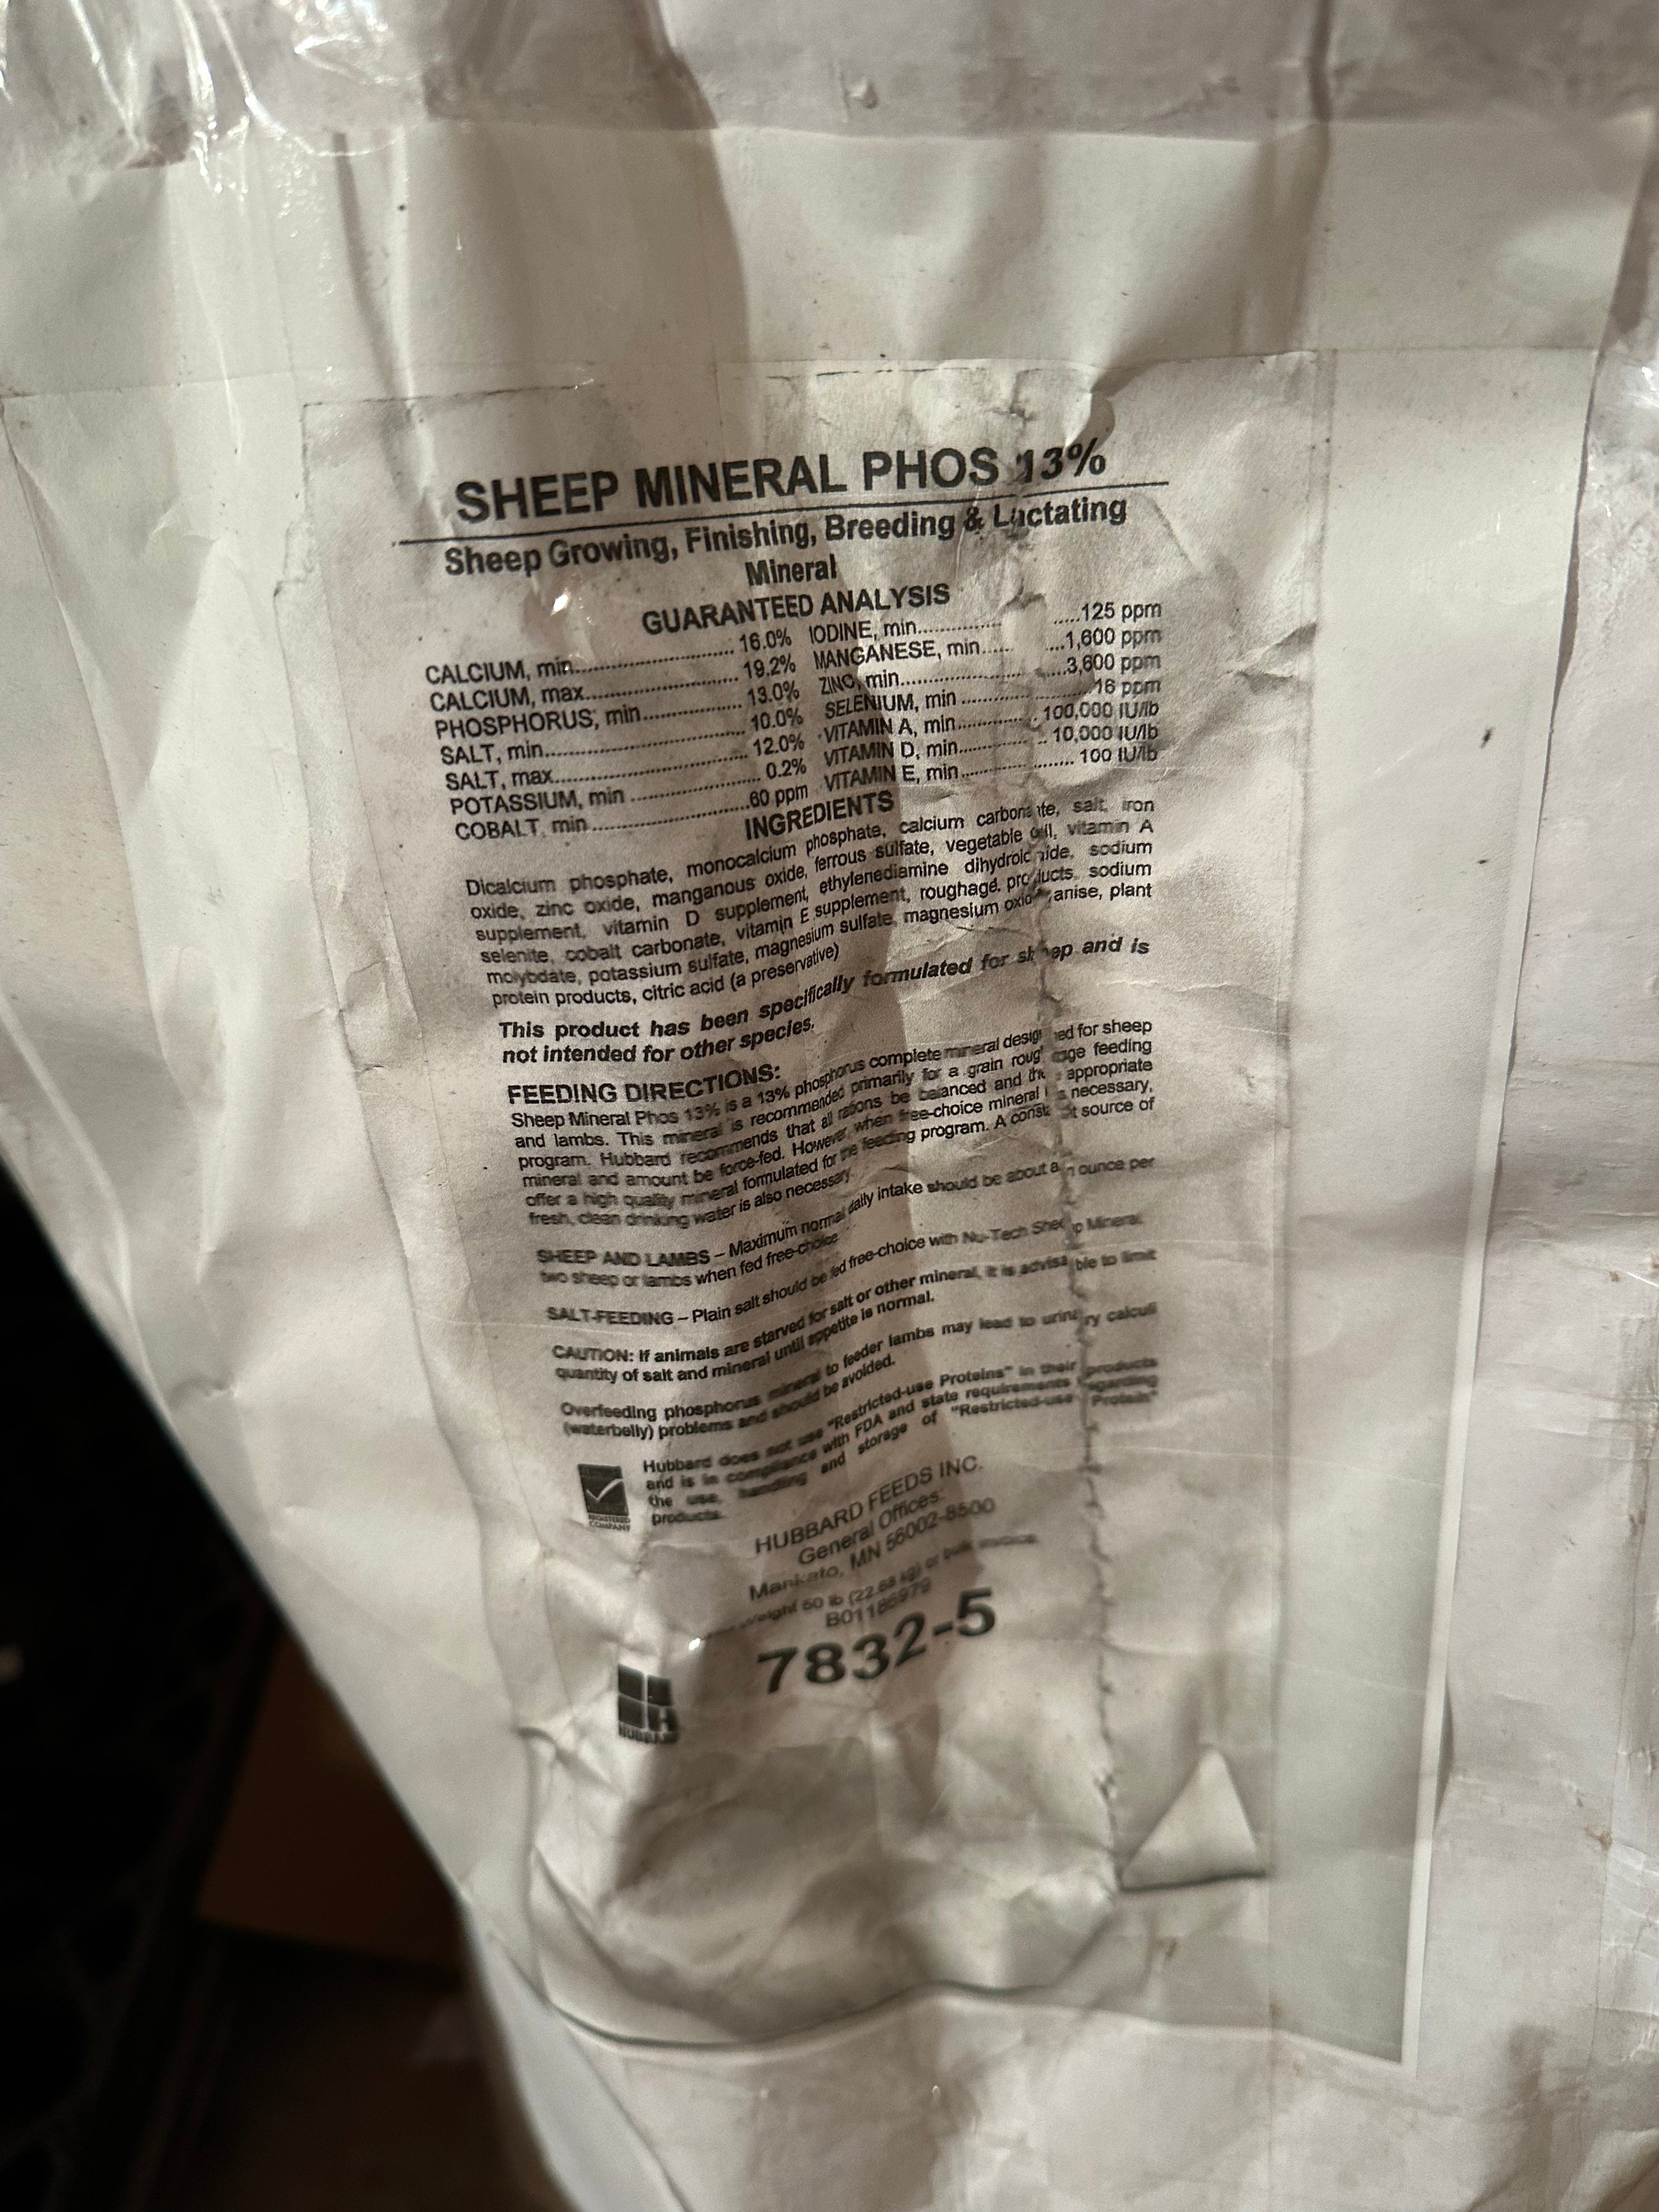 SHEEP MINERAL PHOS 13%
Sheep Growing, Finishing, Breeding & Lactating
Mineral
GUARANTEED ANALYSIS
CALCIUM, min........................ 16.0% IODINE, min............... .....125 ppm
CALCIUM, max....................... 19.2% MANGANESE, min...... ....1,600 ppm
PHOSPHORUS, min............... 13.0% ZINC, min.......................3,600 ppm
SALT, min............................... 10.0% SELENIUM, min ....................16 ppm
SALT, max.............................. 12.0% VITAMIN A, min............. 100,000 IU/lb
POTASSIUM, min .................... 0.2% VITAMIN D, min............... 10,000 IU/lb
COBALT, min........................60 ppm VITAMIN E, min................... 100 IU/lb
INGREDIENTS
Dicalcium phosphate, monocalcium phosphate, calcium carbonate, salt, iron
oxide, zinc oxide, manganous oxide, ferrous sulfate, vegetable oil, vitamin A
supplement, vitamin D supplement, ethylenediamine dihydroiodide, sodium
selenite, cobalt carbonate, vitamin E supplement, roughage products, sodium
molybdate, potassium sulfate, magnesium sulfate, magnesium oxide, anise, plant
protein products, citric acid (a preservative)
This product has been specifically formulated for sheep and is
not intended for other species.
FEEDING DIRECTIONS:
Sheep Mineral Phos 13% is a 13% phosphorus complete mineral designed for sheep
and lambs. This mineral is recommended primarily for a grain roughage feeding
program. Hubbard recommends that all rations be balanced and the appropriate
mineral and amount be force-fed. However, when free-choice mineral is necessary,
offer a high quality mineral formulated for the feeding program. A constant source of
fresh, clean drinking water is also necessary.
SHEEP AND LAMBS – Maximum normal daily intake should be about an ounce per
two sheep or lambs when fed free-choice
SALT-FEEDING – Plain salt should be fed free-choice with Nu-Tech Sheep Mineral.
CAUTION: If animals are starved for salt or other mineral, it is advisable to limit
quantity of salt and mineral until appetite is normal.
Overfeeding phosphorus mineral to feeder lambs may lead to urinary calculi
(waterbelly) problems and should be avoided.
Hubbard does not use "Restricted-use Proteins" in their products
and is in compliance with FDA and state requirements regarding
the use, handling and storage of "Restricted-use Protein"
products.
REGISTERED
COMPANY
HUBBARD FEEDS INC.
General Offices:
Mankato, MN 56002-8500
weight 50 lb (22.68 kg) or bulk invoice
7832-5
HUBBARD